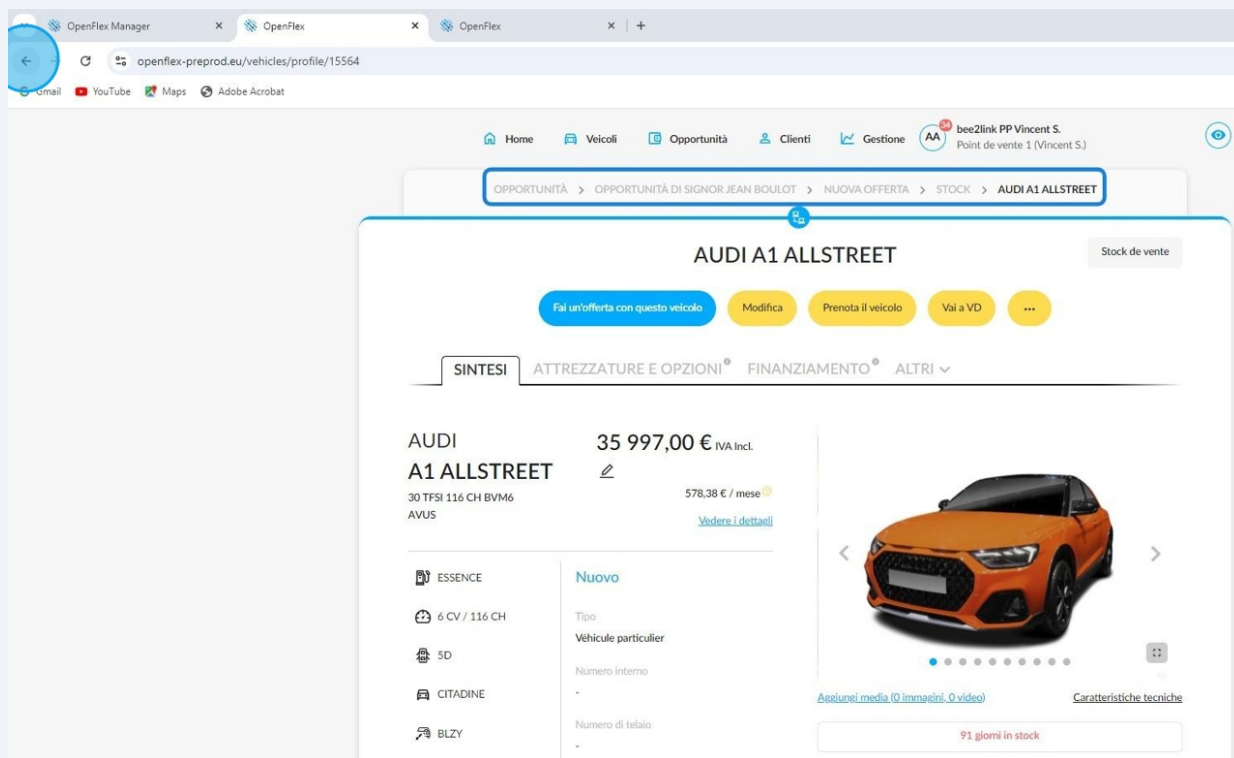 OpenFlex Manager
OpenFlex
OpenFlex
openflex-preprod.eu/vehicles/profile/15564
Gmail YouTube Maps Adobe Acrobat
Home Veicoli Opportunità Clienti Gestione AA 34 bee2link PP Vincent S.
Point de vente 1 (Vincent S.)
OPPORTUNITÀ > OPPORTUNITÀ DI SIGNOR JEAN BOULOT > NUOVA OFFERTA > STOCK > AUDI A1 ALLSTREET
AUDI A1 ALLSTREET
Stock de vente
Fai un'offerta con questo veicolo Modifica Prenota il veicolo Vai a VD ...
SINTESI ATTREZZATURE E OPZIONI FINANZIAMENTO ALTRI
AUDI
A1 ALLSTREET
30 TFSI 116 CH BVM6
AVUS
35 997,00 € IVA Incl.
578,38 € / mese
Vedere i dettagli
ESSENCE
6 CV / 116 CH
5D
CITADINE
BLZY
Nuovo
Tipo
Véhicule particulier
Numero interno
-
Numero di telaio
-
Aggiungi media (0 immagini, 0 video)
Caratteristiche tecniche
91 giorni in stock